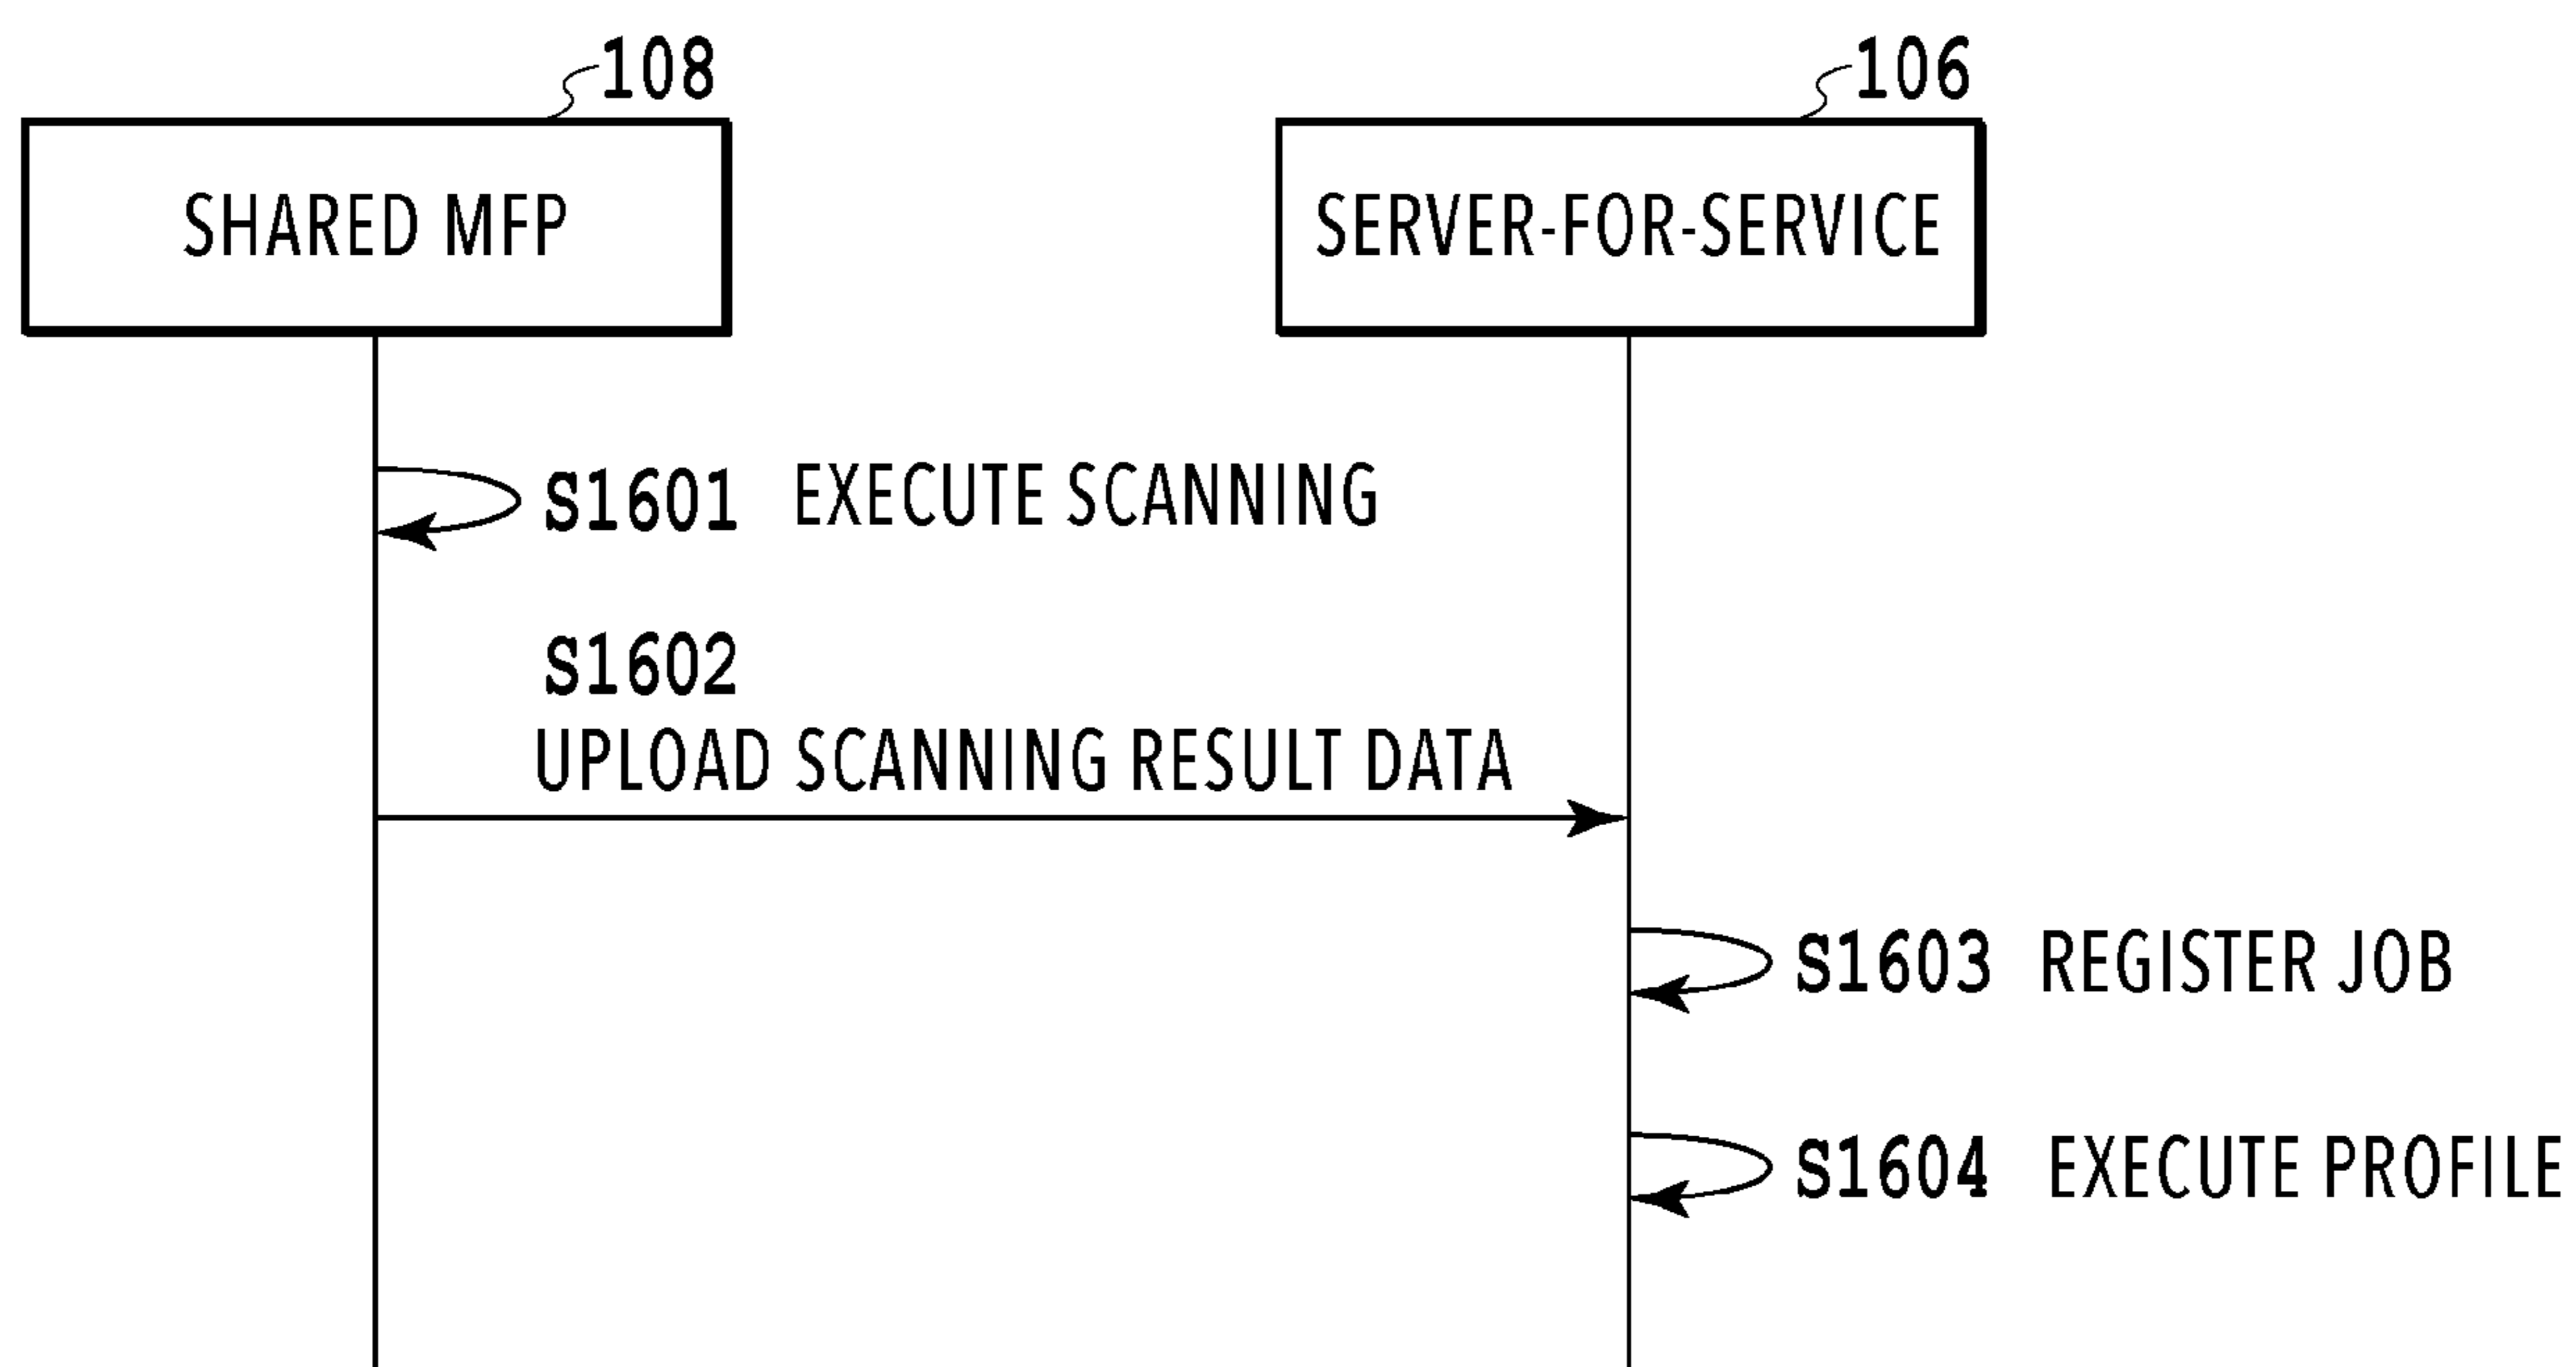 108
106
SHARED MFP
SERVER-FOR-SERVICE
S1601 EXECUTE SCANNING
S1602
UPLOAD SCANNING RESULT DATA
S1603 REGISTER JOB
S1604 EXECUTE PROFILE